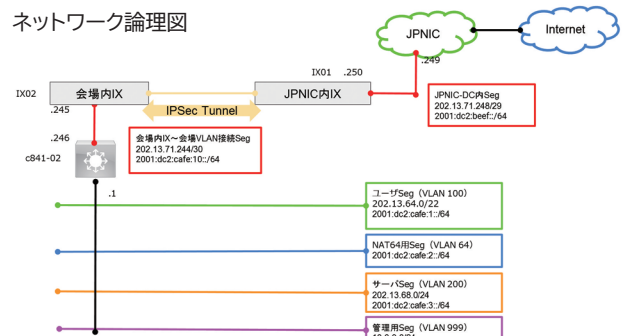 ネットワーク論理図
JPNIC
Internet
.249
IX01 .250
IX02
会場内IX
JPNIC内IX
.245
IPSec Tunnel
JPNIC-DC内Seg
202.13.71.248/29
2001:dc2:beef::/64
.246
c841-02
会場内IX~会場VLAN接続Seg
202.13.71.244/30
2001:dc2:cafe:10::/64
.1
ユーザSeg(VLAN 100)
202.13.64.0/22
2001:dc2:cafe:1::/64
NAT64用Seg(VLAN 64)
2001:dc2:cafe:2::/64
サーバSeg(VLAN 200)
202.13.68.0/24
2001:dc2:cafe:3::/64
管理用Seg(VLAN 999)